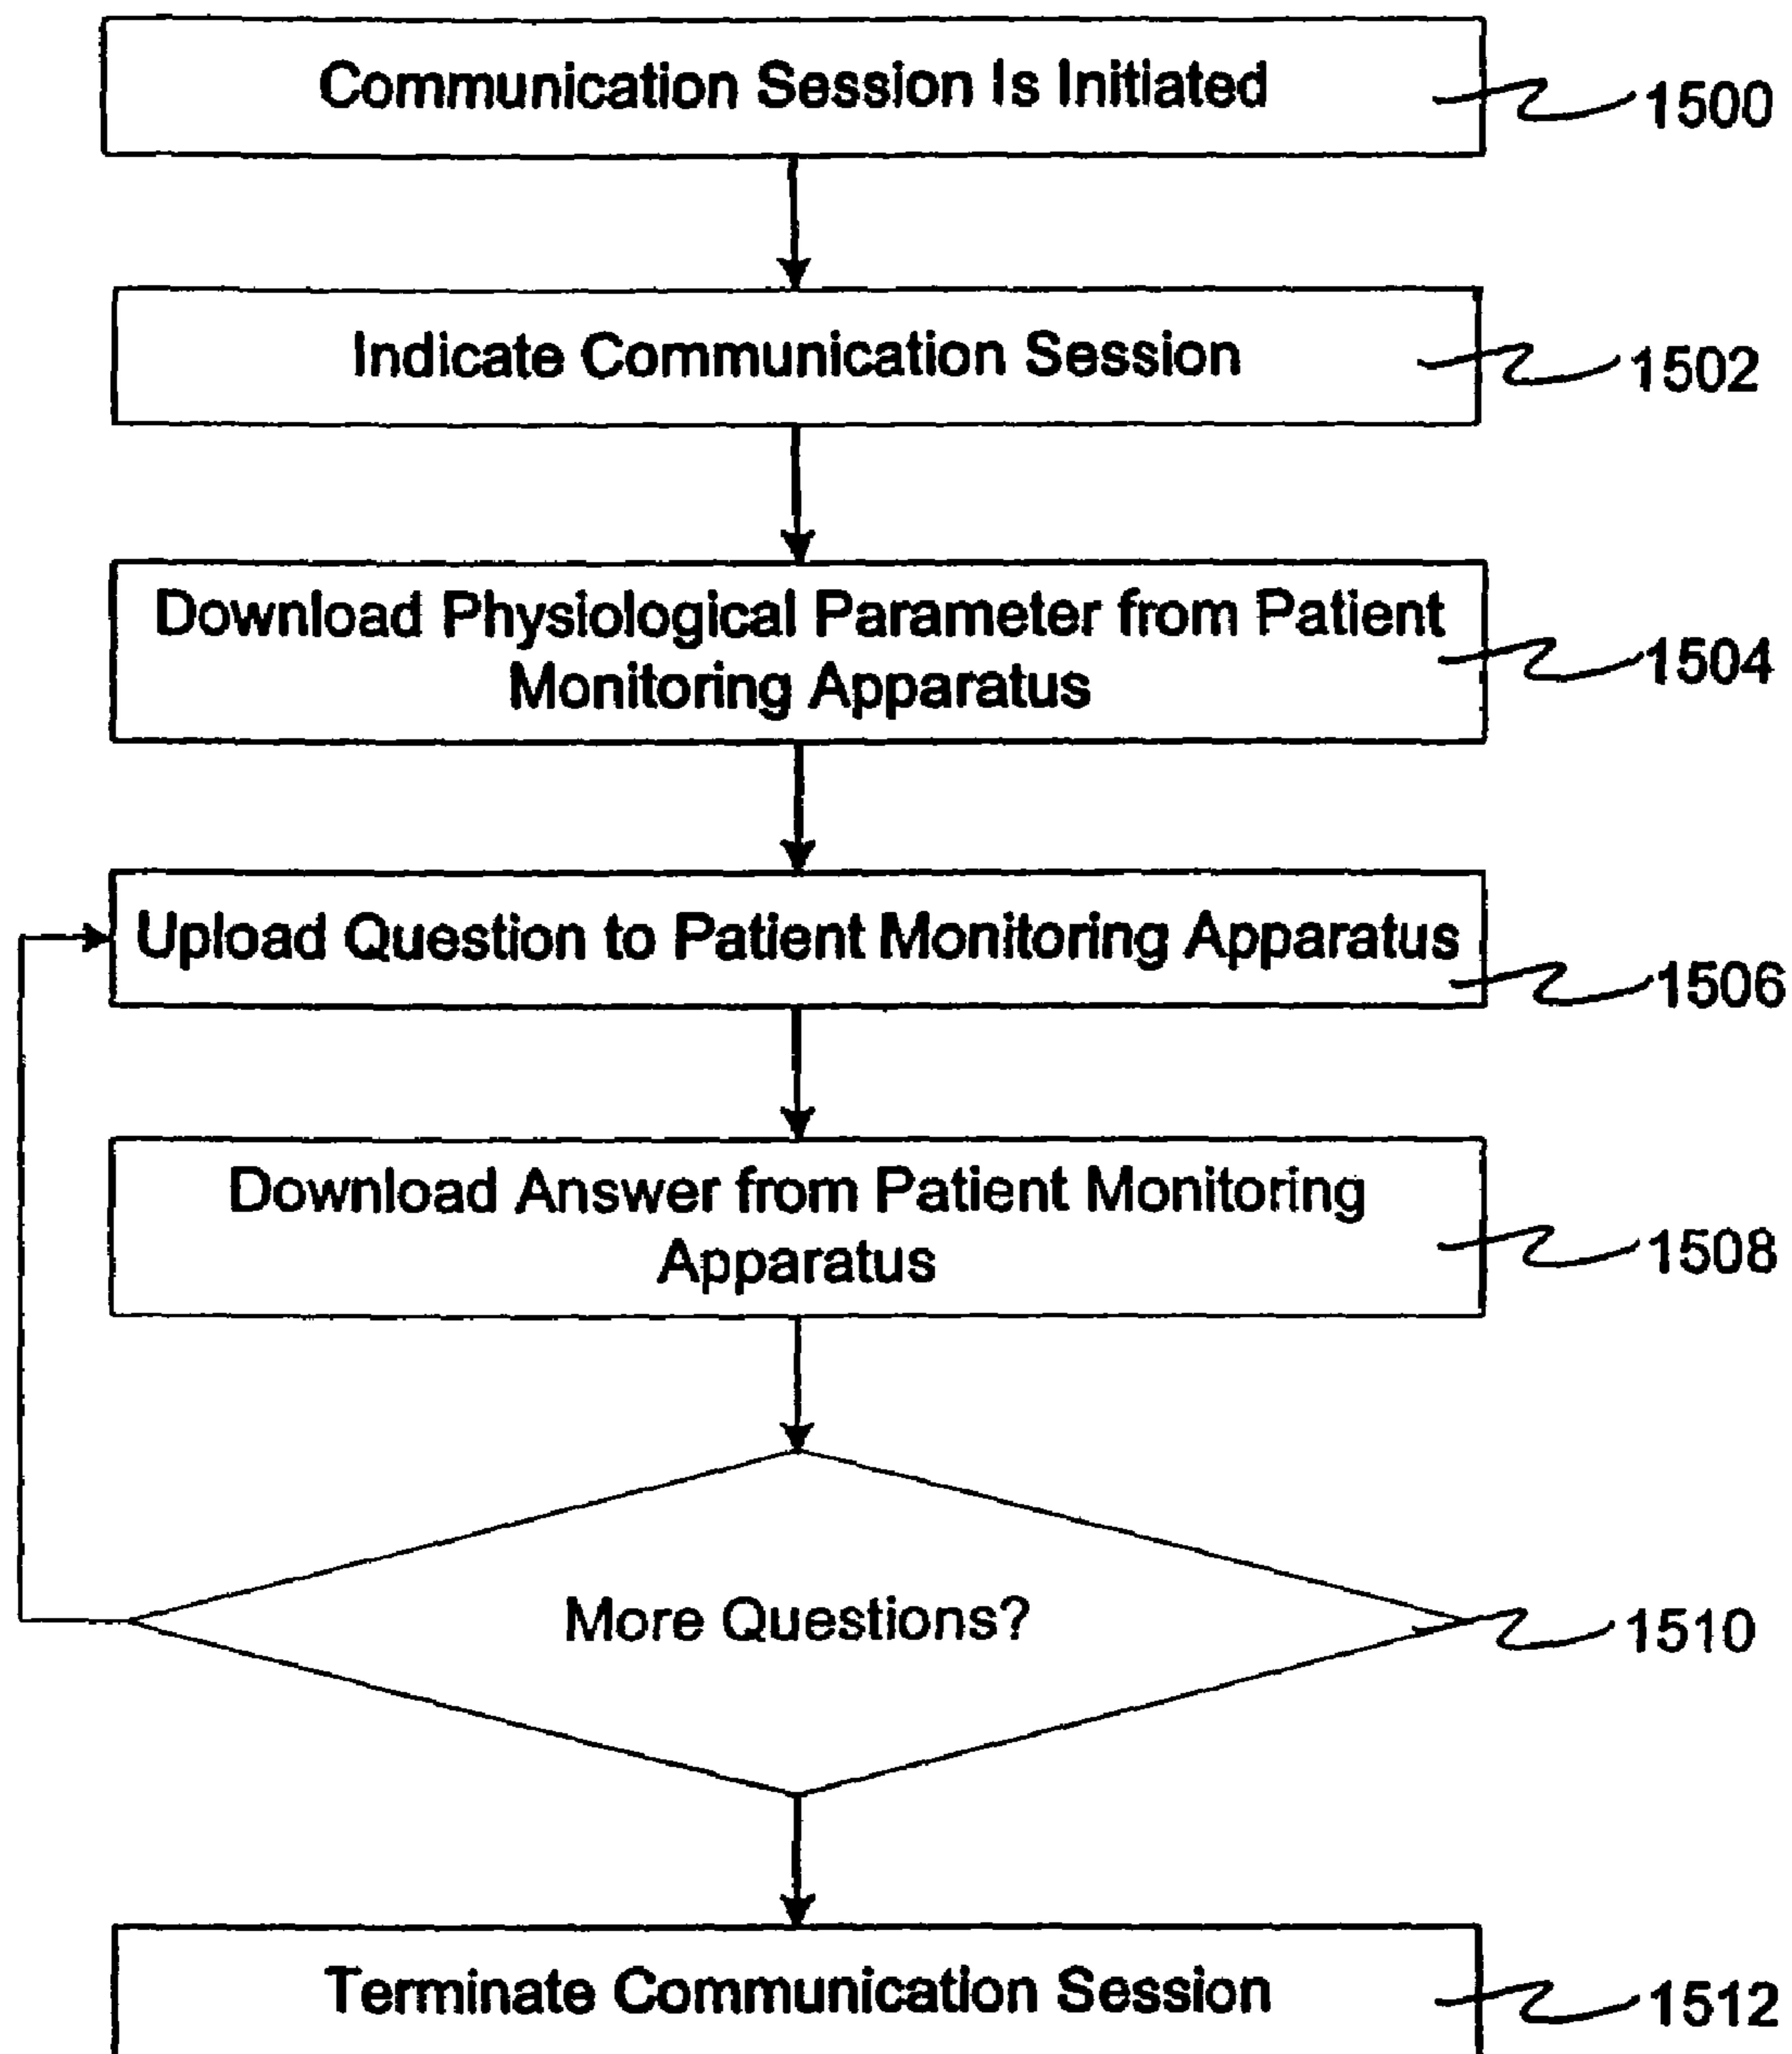 Communication Session Is Initiated
1500
Indicate Communication Session
1502
Download Physiological Parameter from Patient
Monitoring Apparatus
1504
Upload Question to Patient Monitoring Apparatus
1506
Download Answer from Patient Monitoring
Apparatus
1508
More Questions?
1510
Terminate Communication Session
1512